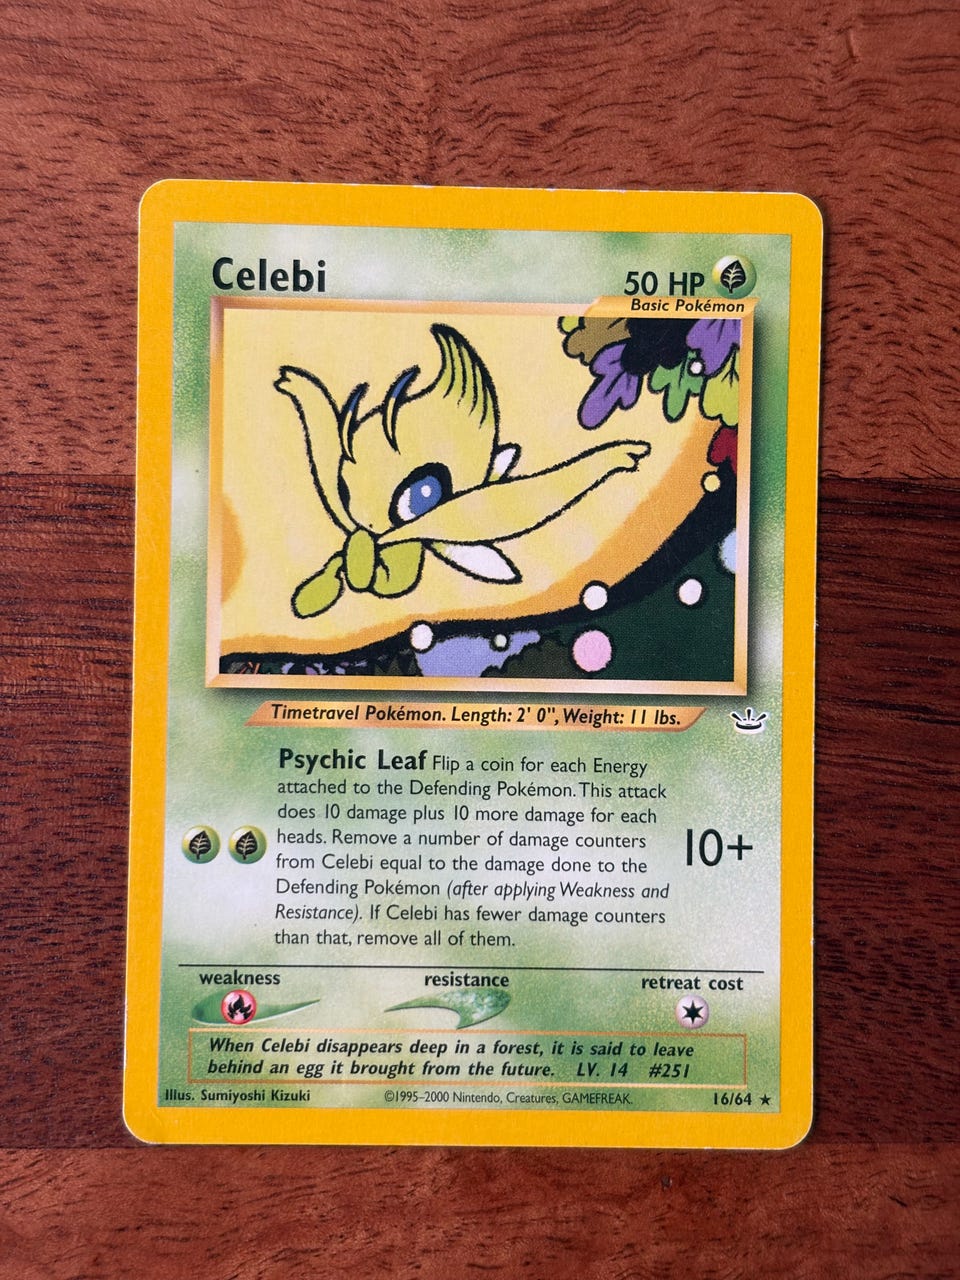 Celebi
50 HP
Basic Pokémon
Timetravel Pokémon. Length: 2' 0", Weight: 11 lbs.
Psychic Leaf Flip a coin for each Energy
attached to the Defending Pokémon. This attack
does 10 damage plus 10 more damage for each
heads. Remove a number of damage counters
from Celebi equal to the damage done to the
Defending Pokémon (after applying Weakness and
Resistance). If Celebi has fewer damage counters
than that, remove all of them.
10+
weakness
resistance
retreat cost
When Celebi disappears deep in a forest, it is said to leave
behind an egg it brought from the future. LV. 14 #251
Illus. Sumiyoshi Kizuki
©1995-2000 Nintendo, Creatures, GAMEFREAK.
16/64 ★